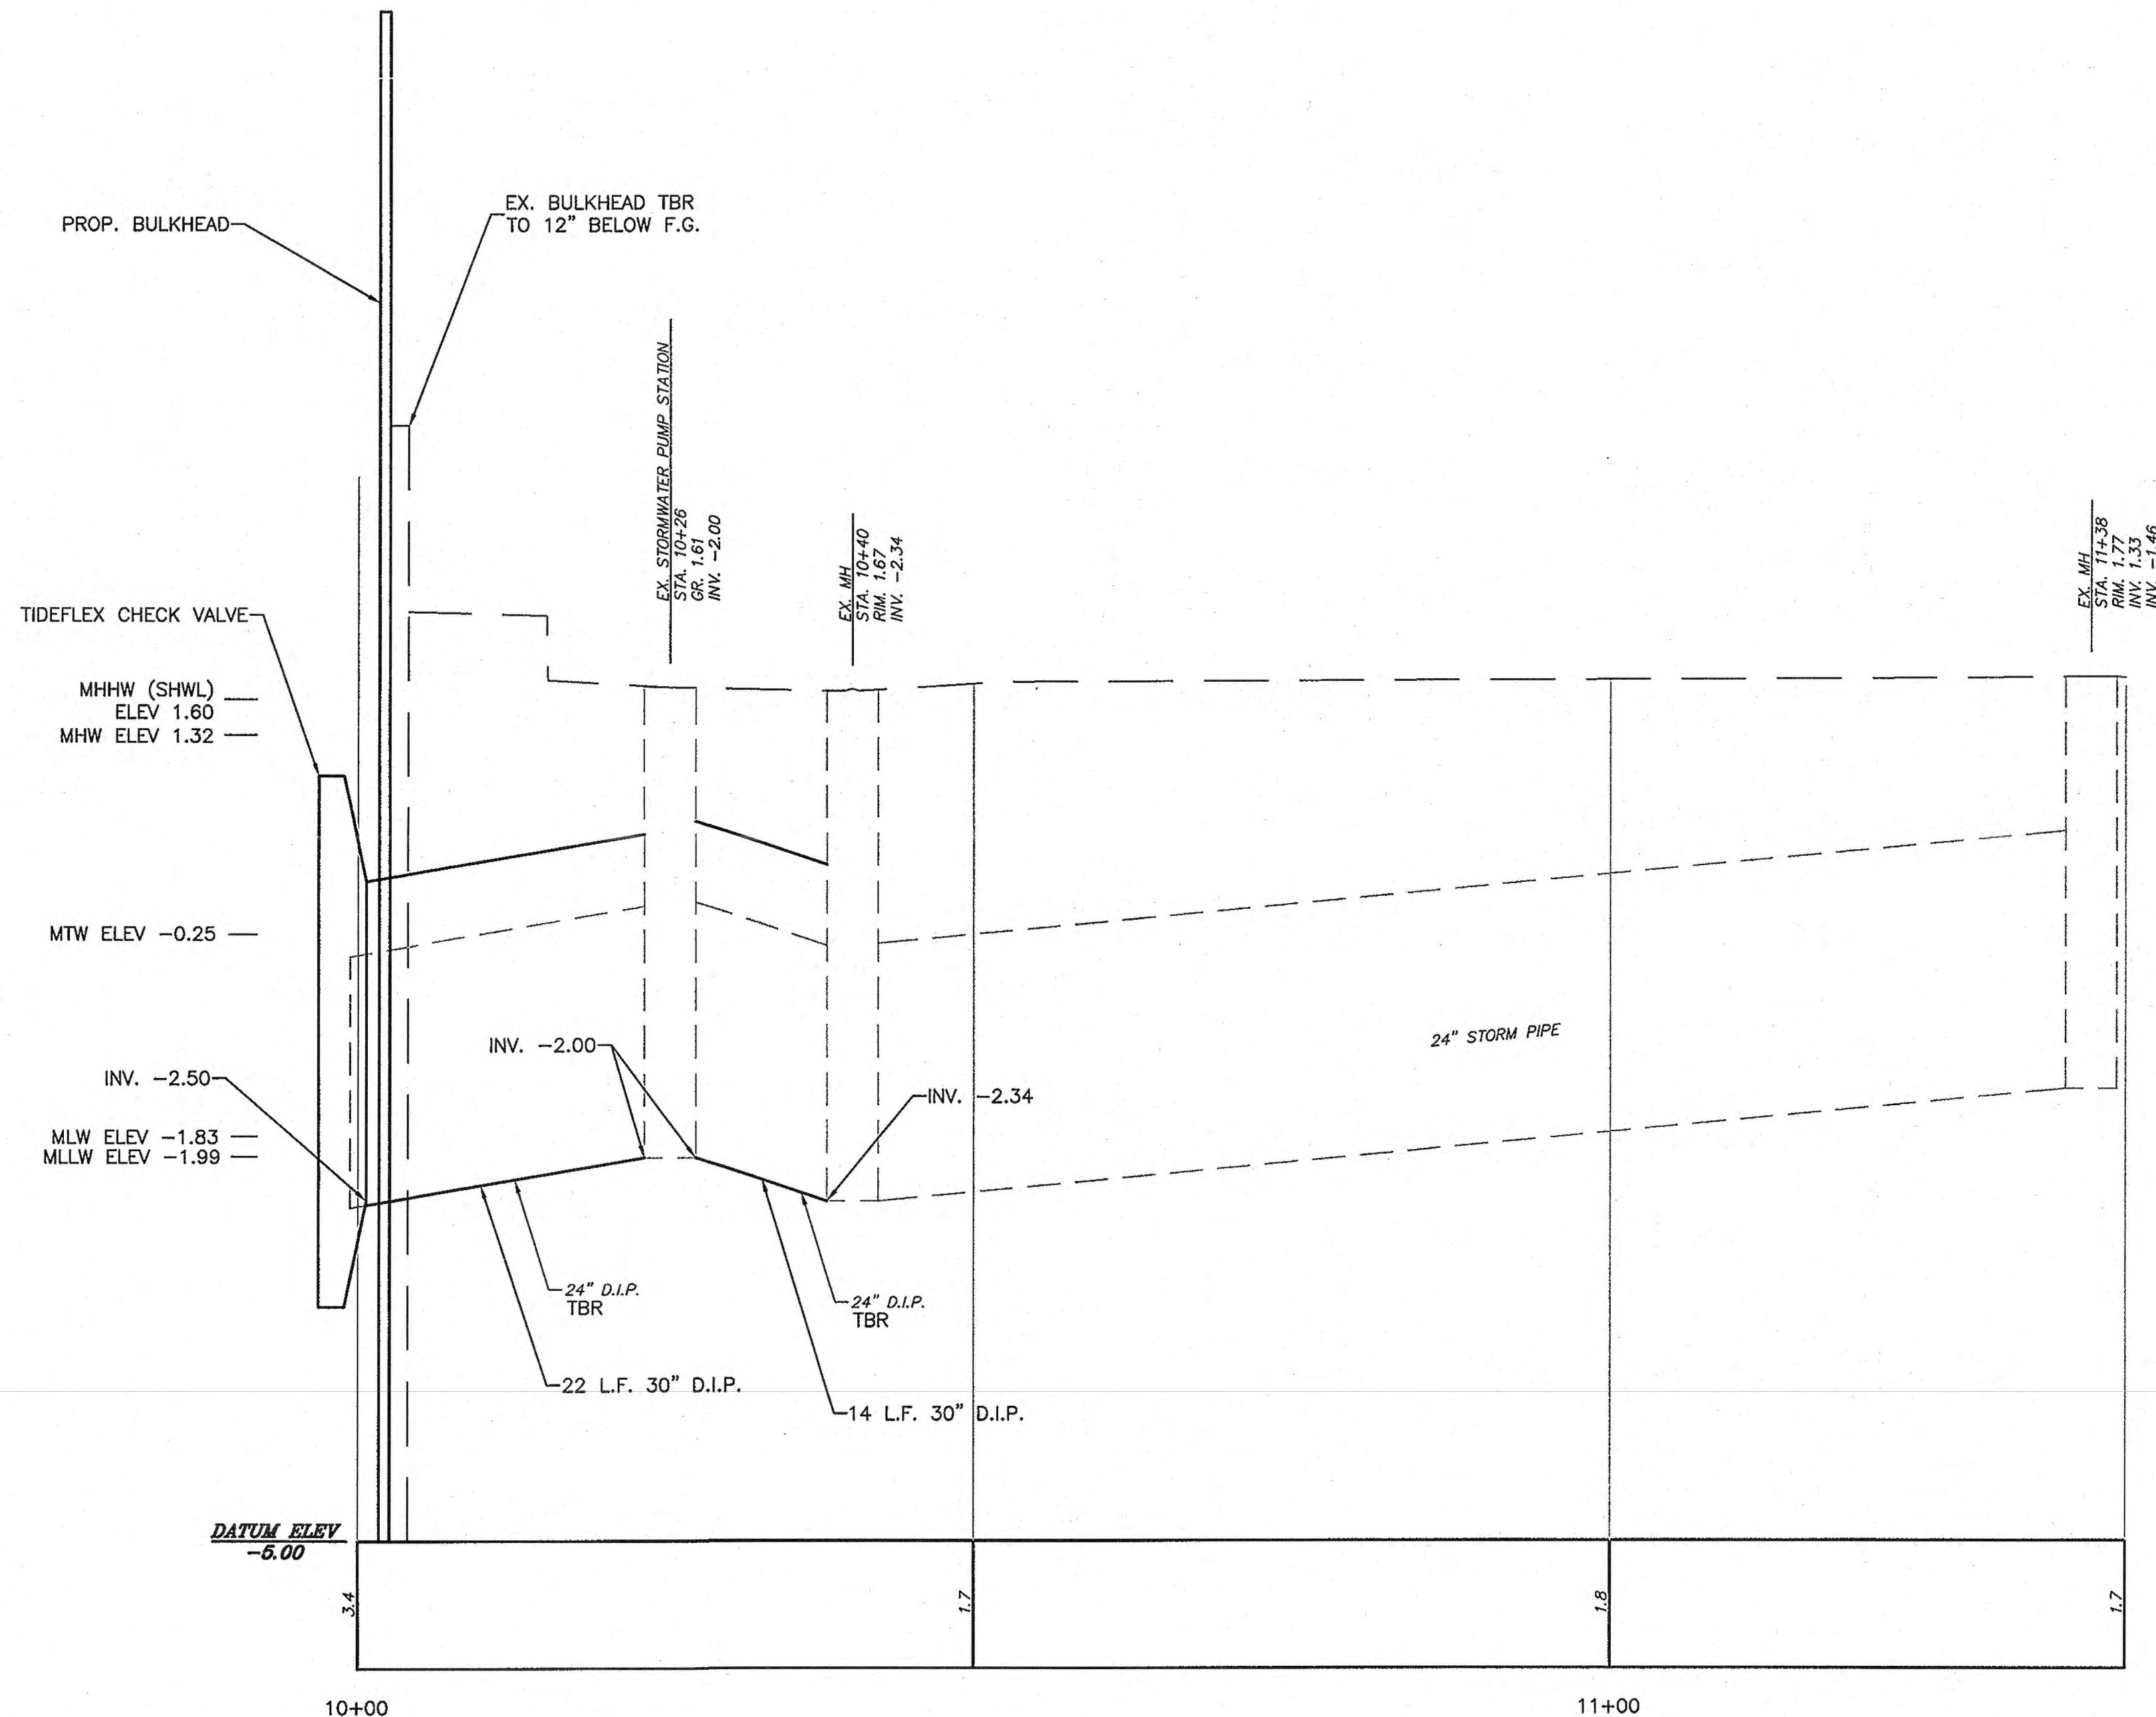 EX. BULKHEAD TBR
TO 12" BELOW F.G.
PROP. BULKHEAD
EX. STORMWATER PUMP STATION
STA. 10+26
GR. 1.61
INV. -2.00
EX. MH
STA. 10+40
RIM. 1.67
INV. -2.34
EX. MH
STA. 11+38
RIM. 1.77
INV. 1.33
INV. -1.46
TIDEFLEX CHECK VALVE
MHHW (SHWL)
ELEV 1.60
MHW ELEV 1.32
MTW ELEV -0.25
INV. -2.00
24" STORM PIPE
INV. -2.50
INV. -2.34
MLW ELEV -1.83
MLLW ELEV -1.99
24" D.I.P.
TBR
24" D.I.P.
TBR
22 L.F. 30" D.I.P.
14 L.F. 30" D.I.P.
DATUM ELEV
-5.00
3.4
1.7
1.8
1.7
10+00
11+00